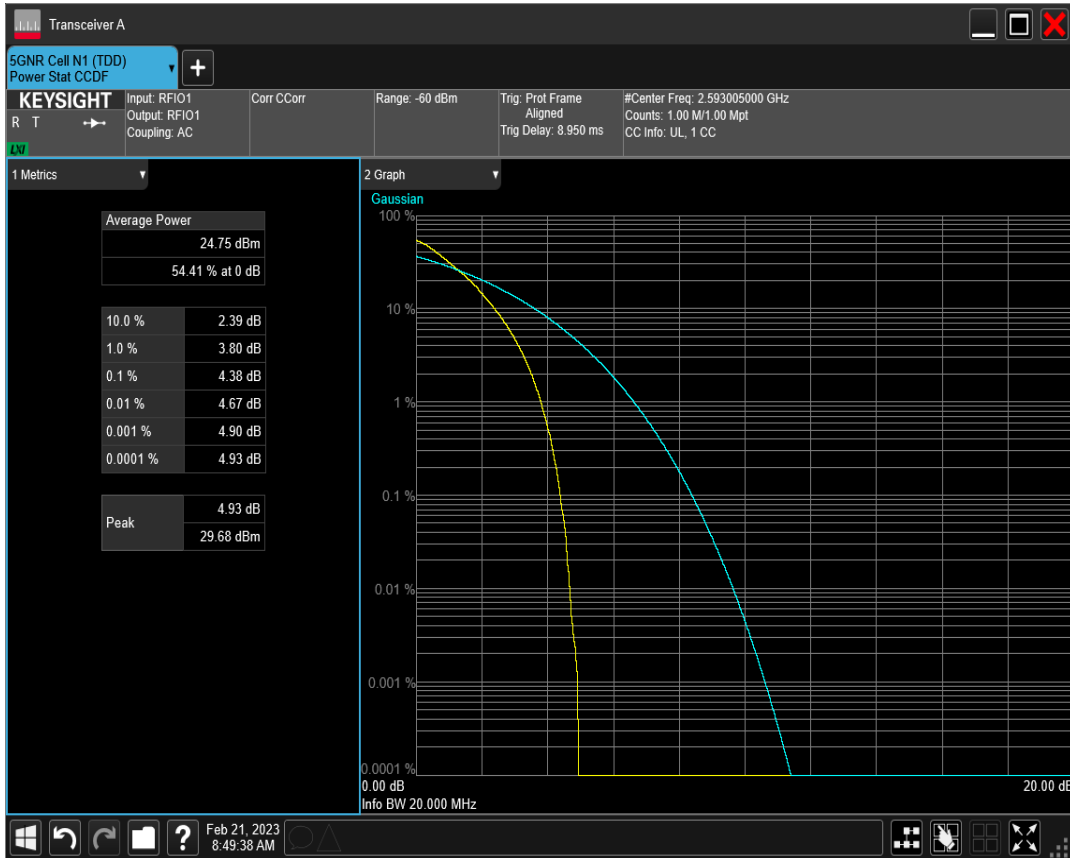 Transceiver A
5GNR Cell N1 (TDD)
Power Stat CCDF
+
KEYSIGHT
R T
LXI
Input: RFIO1
Output: RFIO1
Coupling: AC
Corr CCorr
Range: -60 dBm
Trig: Prot Frame
Aligned
Trig Delay: 8.950 ms
#Center Freq: 2.593005000 GHz
Counts: 1.00 M/1.00 Mpt
CC Info: UL, 1 CC
1 Metrics
Average Power
24.75 dBm
54.41 % at 0 dB
10.0 % 2.39 dB
1.0 % 3.80 dB
0.1 % 4.38 dB
0.01 % 4.67 dB
0.001 % 4.90 dB
0.0001 % 4.93 dB
Peak 4.93 dB
29.68 dBm
2 Graph
Gaussian
100 %
10 %
1 %
0.1 %
0.01 %
0.001 %
0.0001 %
0.00 dB 20.00 dB
Info BW 20.000 MHz
?
Feb 21, 2023
8:49:38 AM